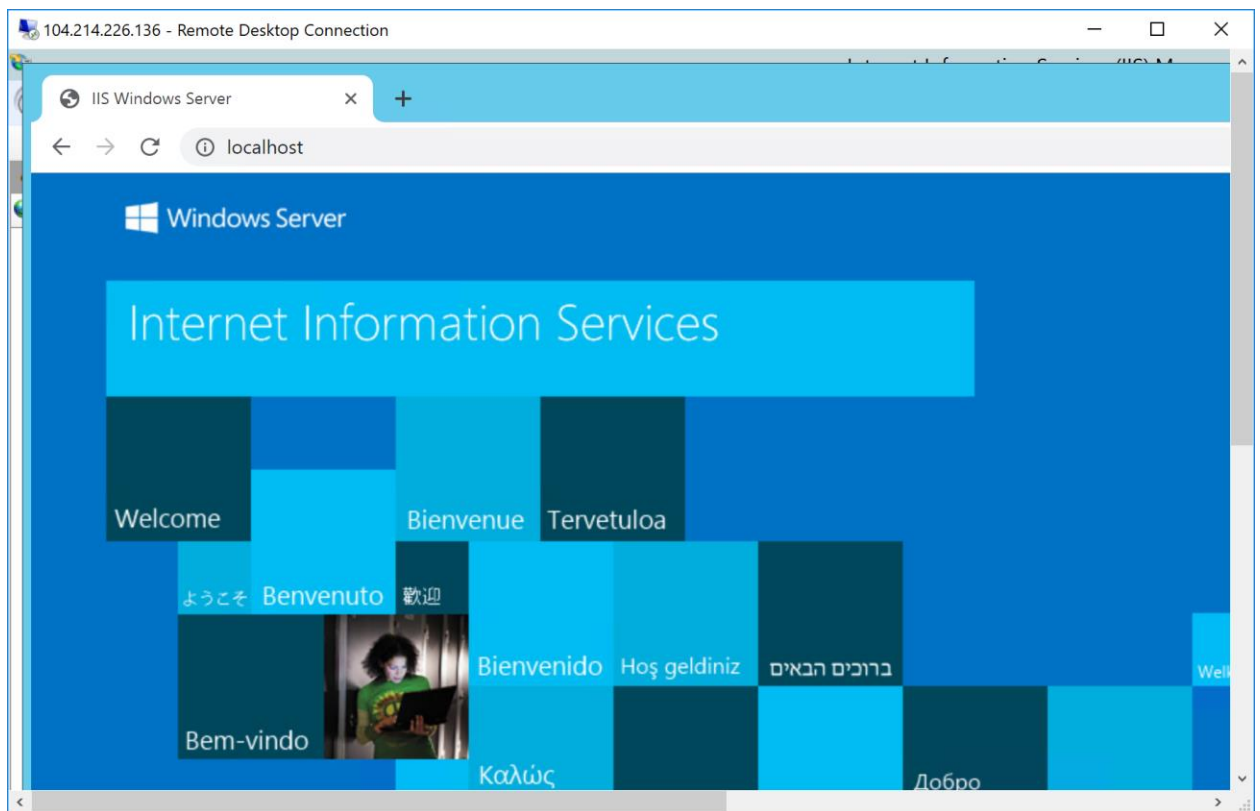 104.214.226.136 - Remote Desktop Connection
IIS Windows Server
localhost
Windows Server
Internet Information Services
Welcome
Bienvenue
Tervetuloa
ようこそ
Benvenuto
歡迎
Bienvenido
Hoş geldiniz
ברוכים הבאים
Welk
Bem-vindo
Καλώς
Добро